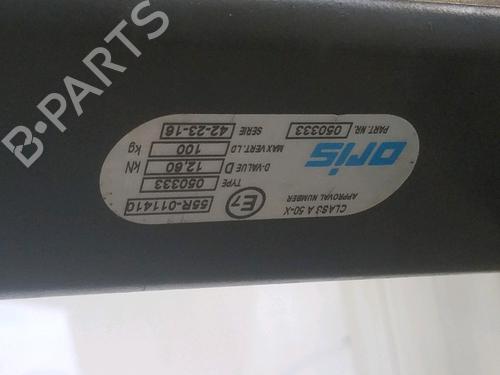 B-PARTS
oris
CLASS A 50-X
APPROVAL NUMBER
E7
55R-011410
TYPE
050333
D-VALUE D 12,60 kN
MAX VERT. LD 100 kg
PART. NR. 050333
SERIE 42-23-16